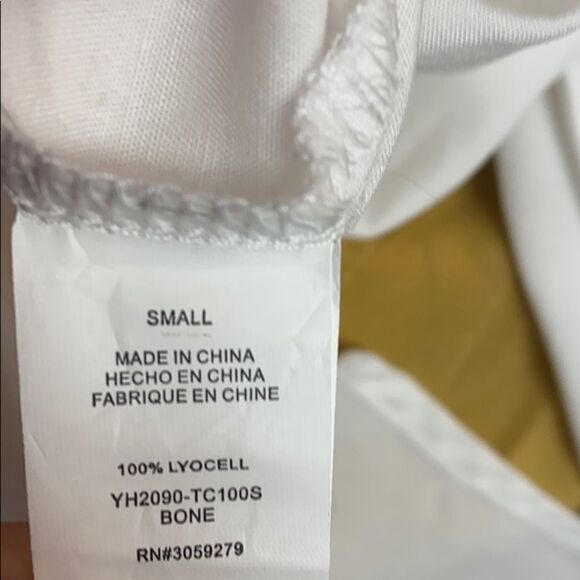 SMALL
MADE IN CHINA
HECHO EN CHINA
FABRIQUE EN CHINE
100% LYOCELL
YH2090-TC100S
BONE
RN#3059279